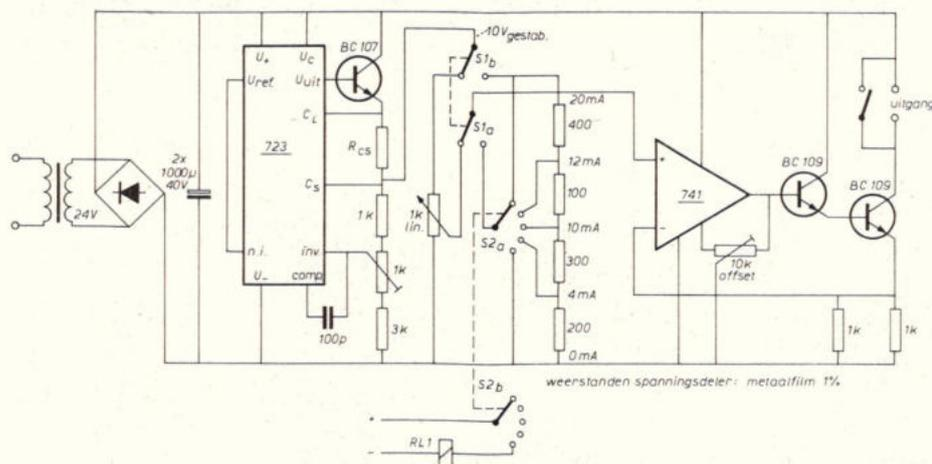 24V
2x
1000μ
40V
U+
Uc
Uref.
Uuit
CL
723
Cs
n.i.
inv.
U-
comp.
100p
BC 107
Rcs
1k
1k
3k
10V gestab.
S1b
S1a
1k
lin.
S2a
20mA
400
12mA
100
10mA
300
4mA
200
0mA
+
-
741
10k
offset
BC 109
BC 109
uitgang
1k
1k
weerstanden spanningsdeler: metaalfilm 1%
S2b
+
-
RL1